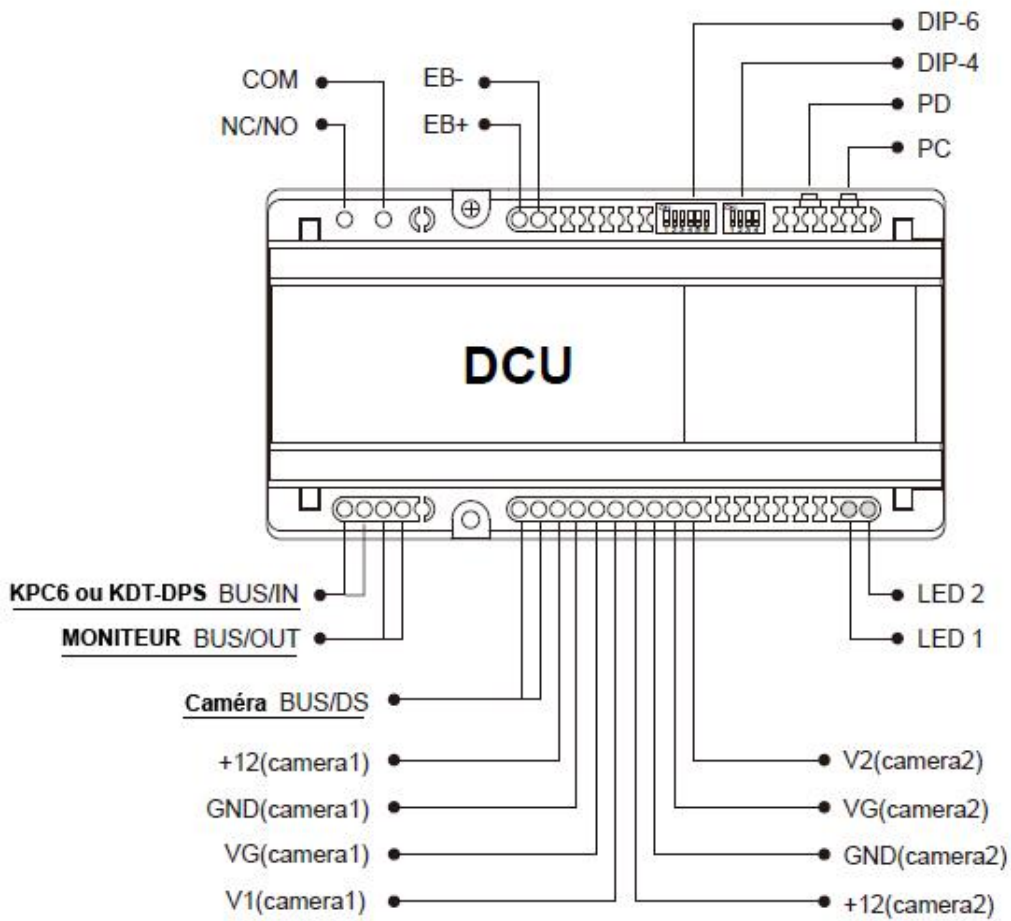 DIP-6
DIP-4
COM
EB-
PD
NC/NO
EB+
PC
DCU
KPC6 ou KDT-DPS BUS/IN
LED 2
MONITEUR BUS/OUT
LED 1
Caméra BUS/DS
+12(camera1)
V2(camera2)
GND(camera1)
VG(camera2)
VG(camera1)
GND(camera2)
V1(camera1)
+12(camera2)